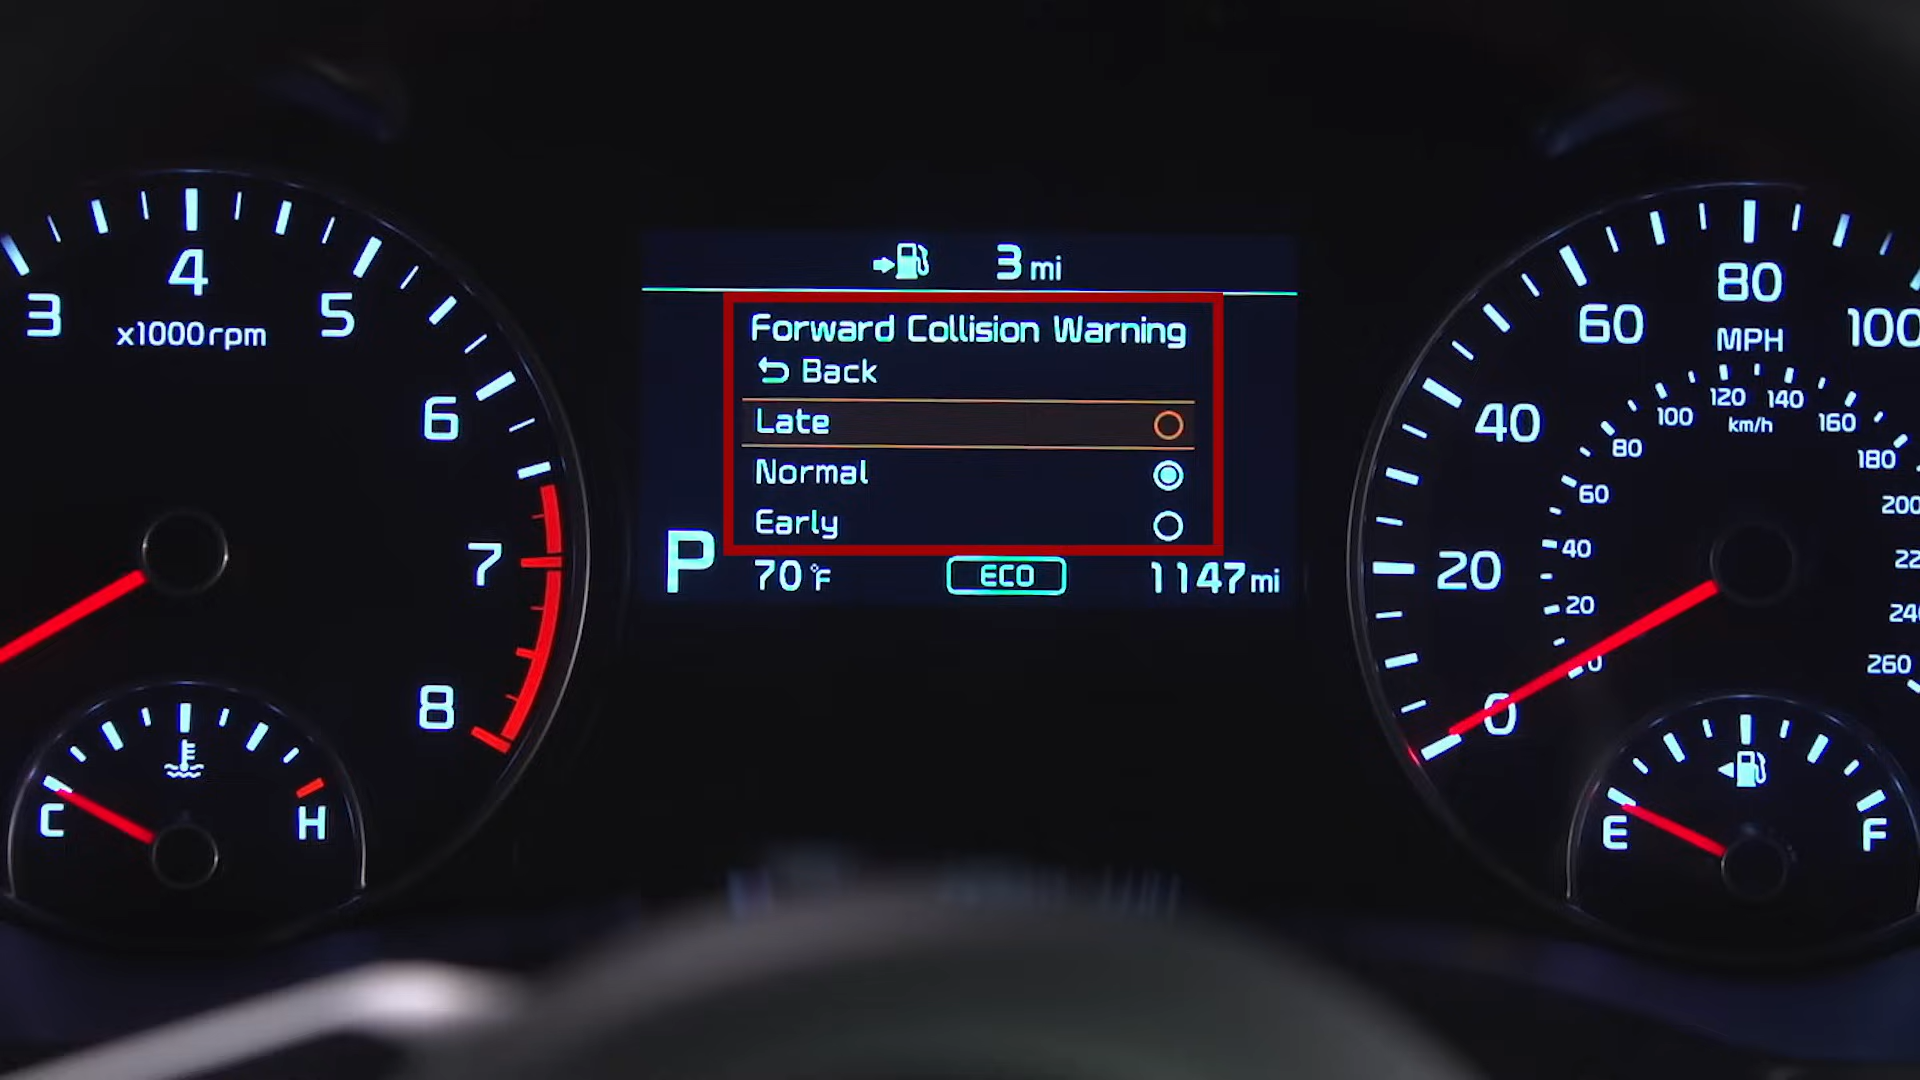 3 mi
Forward Collision Warning
Back
Late
Normal
Early
P
70°F
ECO
1147mi
3
4
5
6
7
8
x1000rpm
C
H
0
20
40
60
80
100
MPH
20
40
60
80
100
120
140
160
180
200
260
km/h
E
F